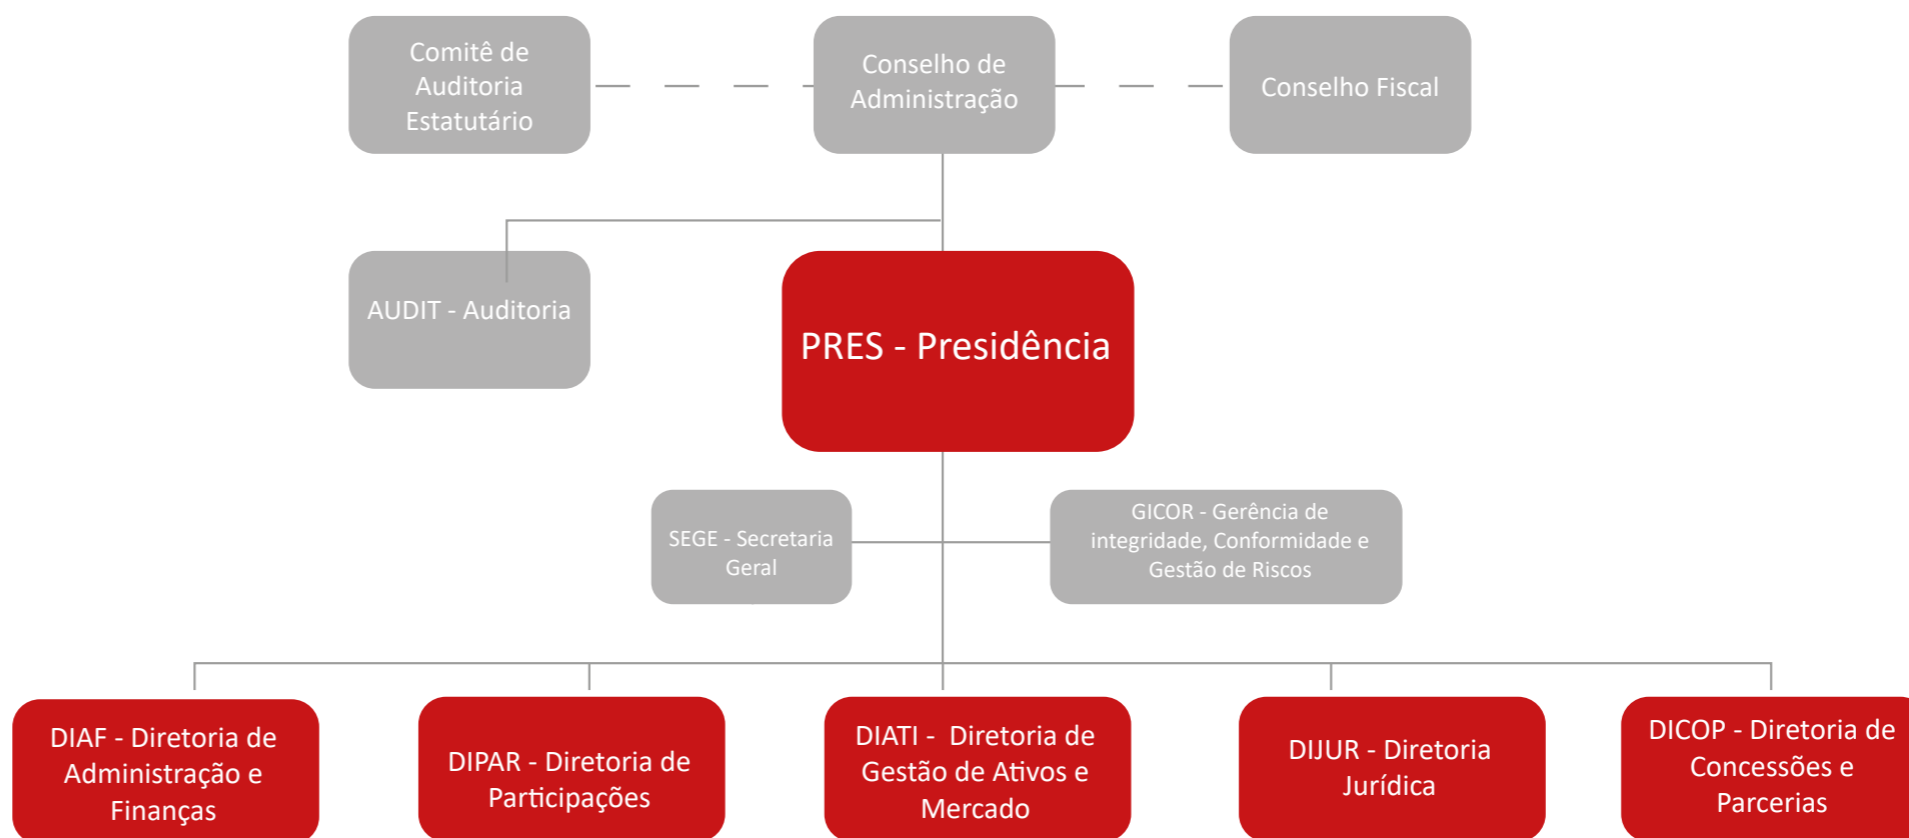 Comitê de
Auditoria
Estatutário
Conselho de
Administração
Conselho Fiscal
AUDIT - Auditoria
PRES - Presidência
SEGE - Secretaria
Geral
GICOR - Gerência de
integridade, Conformidade e
Gestão de Riscos
DIAF - Diretoria de
Administração e
Finanças
DIPAR - Diretoria de
Participações
DIATI -  Diretoria de
Gestão de Ativos e
Mercado
DIJUR - Diretoria
Jurídica
DICOP - Diretoria de
Concessões e
Parcerias